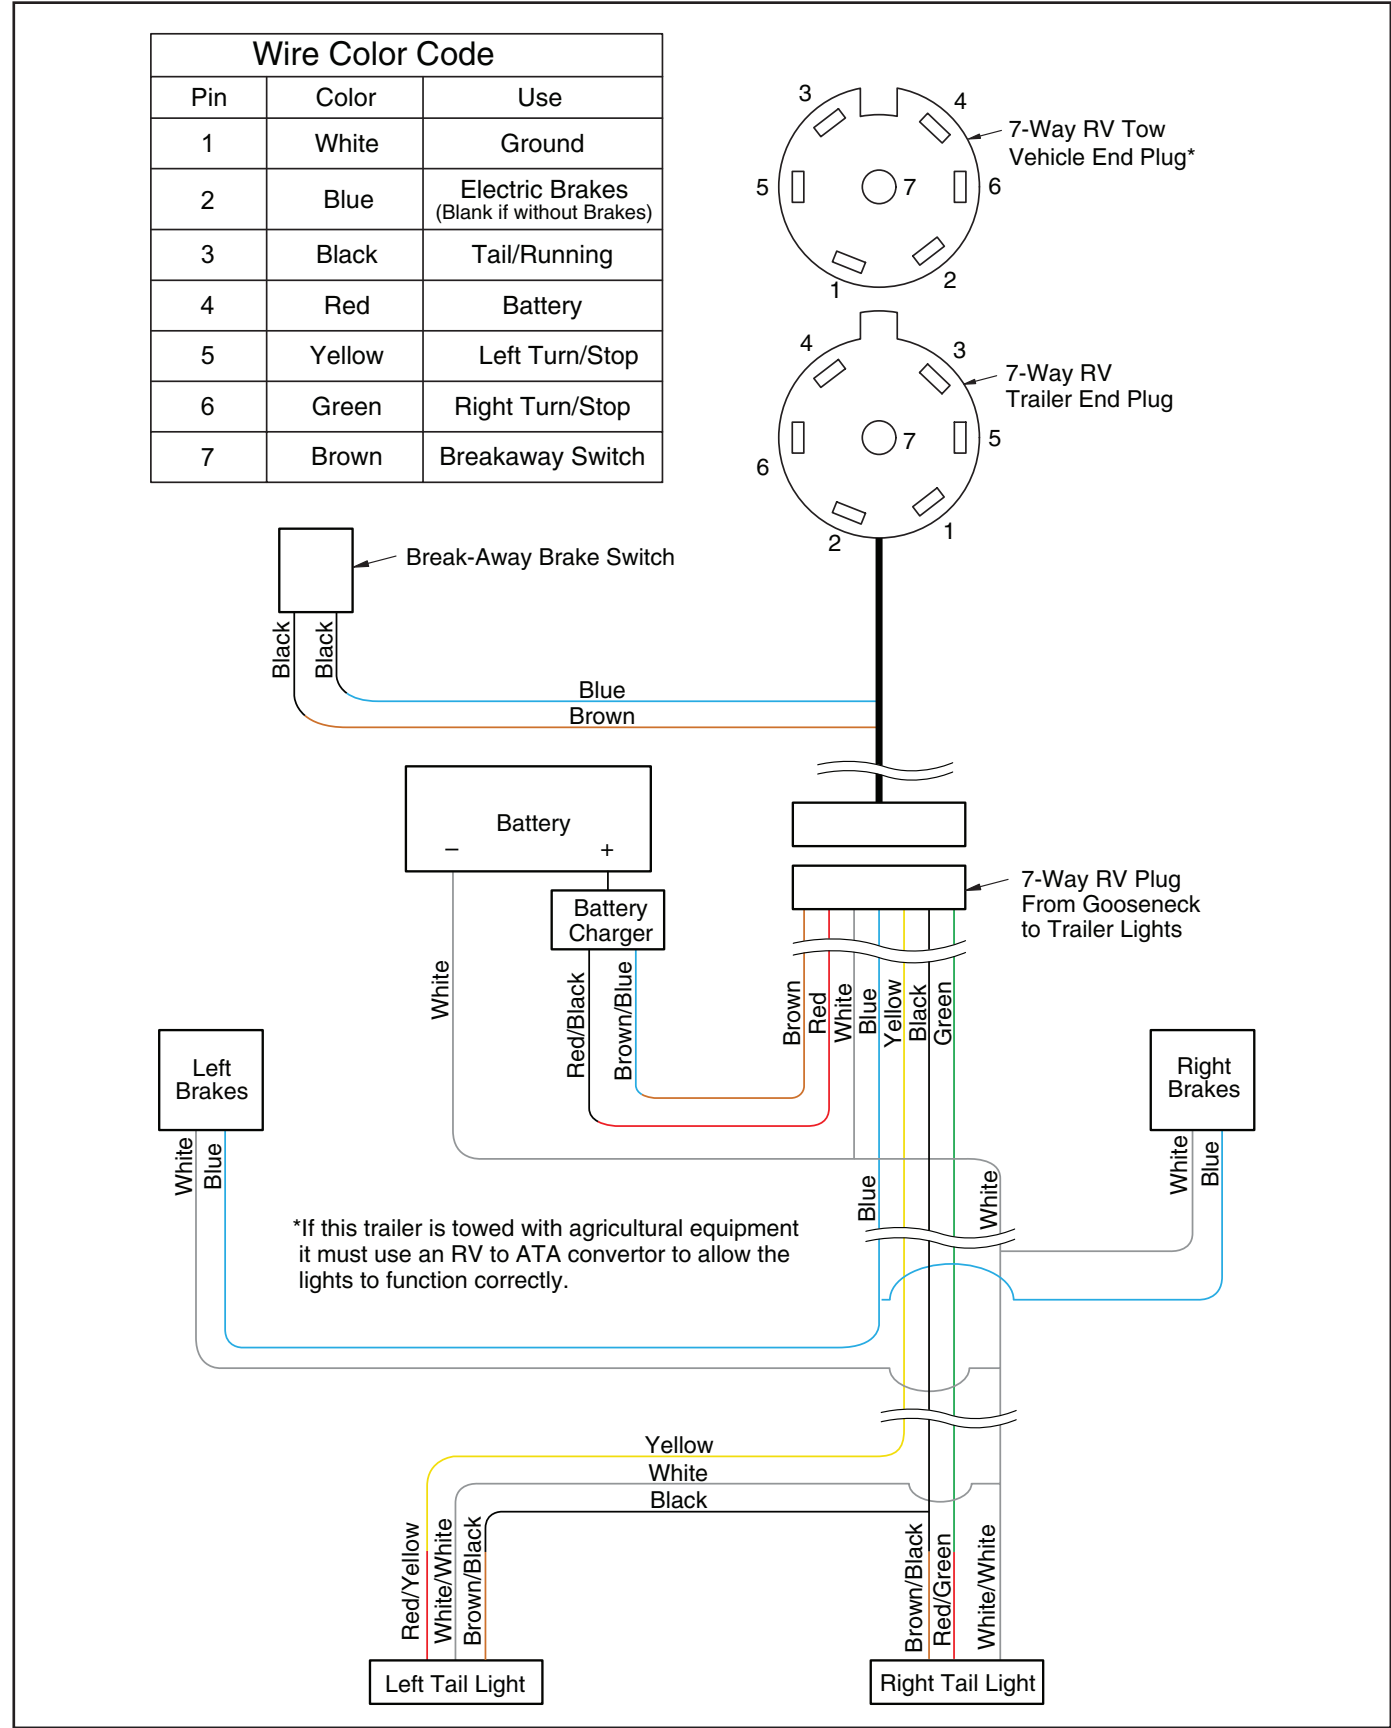 Wire Color Code
Pin Color Use
1 White Ground
2 Blue Electric Brakes
(Blank if without Brakes)
3 Black Tail/Running
4 Red Battery
5 Yellow Left Turn/Stop
6 Green Right Turn/Stop
7 Brown Breakaway Switch
3
4
5
7
6
1
2
7-Way RV Tow
Vehicle End Plug*
4
3
6
7
5
2
1
7-Way RV
Trailer End Plug
Break-Away Brake Switch
Black
Black
Blue
Brown
Battery
– +
Battery
Charger
7-Way RV Plug
From Gooseneck
to Trailer Lights
White
Red/Black
Brown/Blue
Brown
Red
White
Blue
Yellow
Black
Green
Left
Brakes
Right
Brakes
White
Blue
Blue
White
White
Blue
*If this trailer is towed with agricultural equipment
it must use an RV to ATA convertor to allow the
lights to function correctly.
Yellow
White
Black
Red/Yellow
White/White
Brown/Black
Brown/Black
Red/Green
White/White
Left Tail Light
Right Tail Light